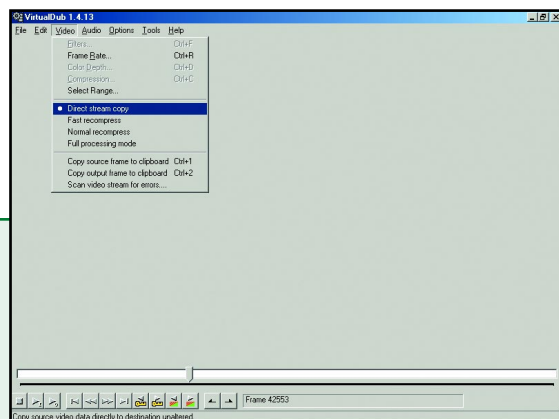 VirtualDub 1.4.13
File Edit Video Audio Options Tools Help
Filters... Ctrl+F
Frame Rate... Ctrl+R
Color Depth... Ctrl+D
Compression... Ctrl+C
Select Range...
Direct stream copy
Fast recompress
Normal recompress
Full processing mode
Copy source frame to clipboard Ctrl+1
Copy output frame to clipboard Ctrl+2
Scan video stream for errors....
Frame 42553
Copy source video data directly to destination unaltered.